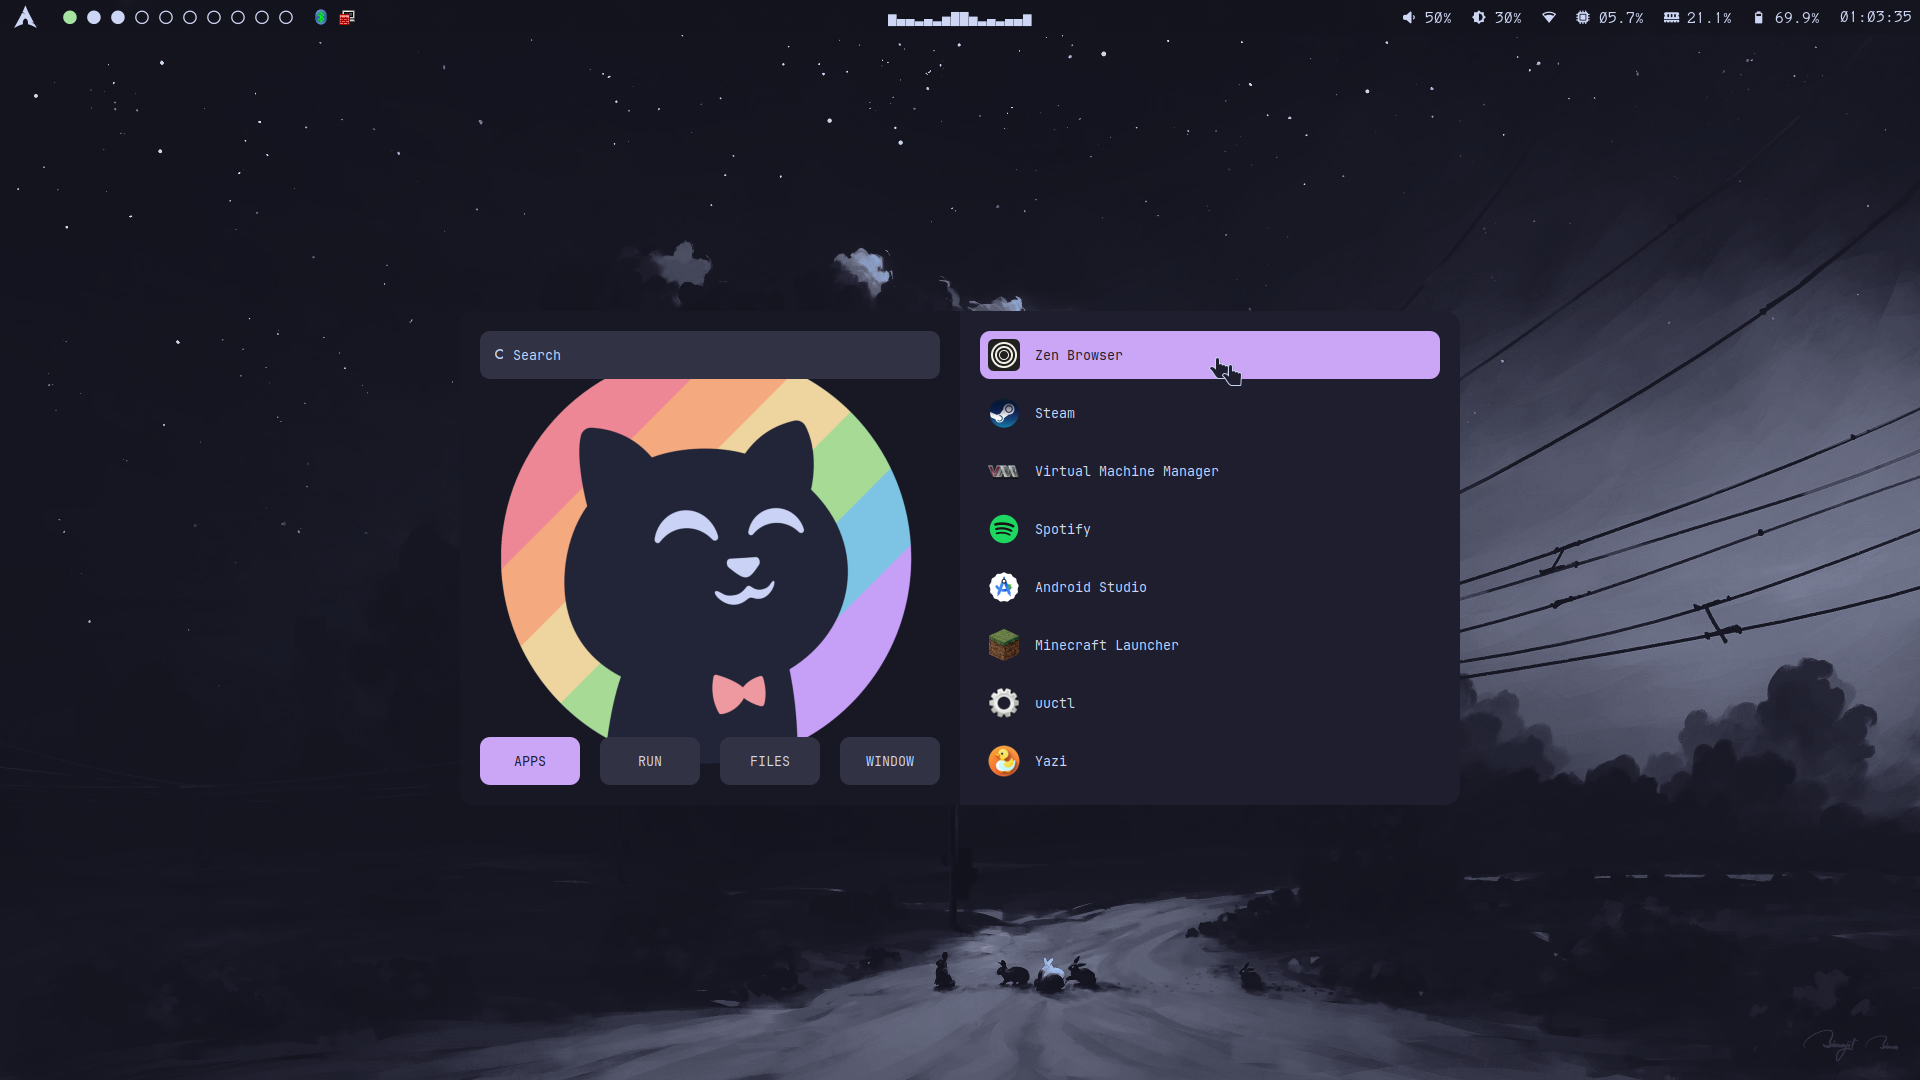 50% 30% 05.7% 21.1% 69.9% 01:03:35
Search
Zen Browser
Steam
Virtual Machine Manager
Spotify
Android Studio
Minecraft Launcher
uuctl
Yazi
APPS RUN FILES WINDOW